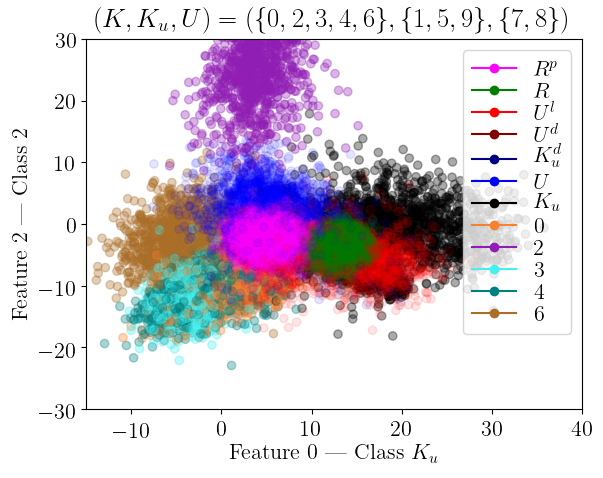 (K, K_u, U) = ({0, 2, 3, 4, 6}, {1, 5, 9}, {7, 8})
30
20
10
0
−10
−20
−30
−10
0
10
20
30
40
Feature 2 — Class 2
Feature 0 — Class K_u
R^p
R
U^l
U^d
K_u^d
U
K_u
0
2
3
4
6